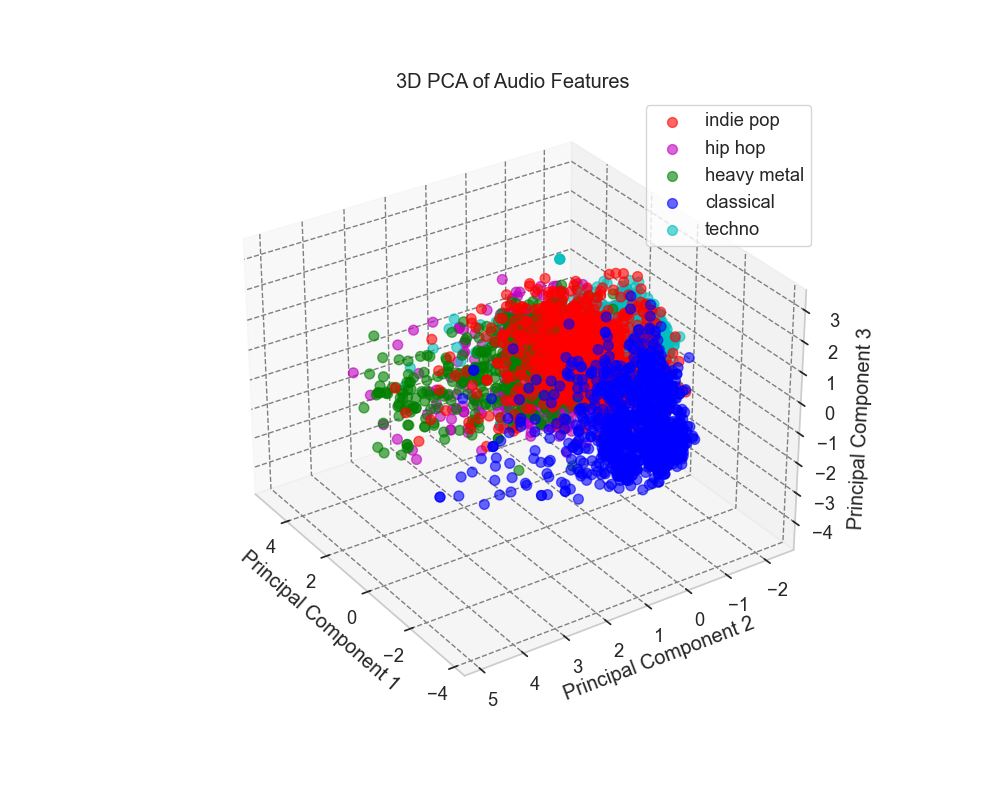 3D PCA of Audio Features
indie pop
hip hop
heavy metal
classical
techno
3
2
1
0
−1
−2
−3
−4
Principal Component 3
4
2
0
−2
−4
Principal Component 1
5
4
3
2
1
0
−1
−2
Principal Component 2